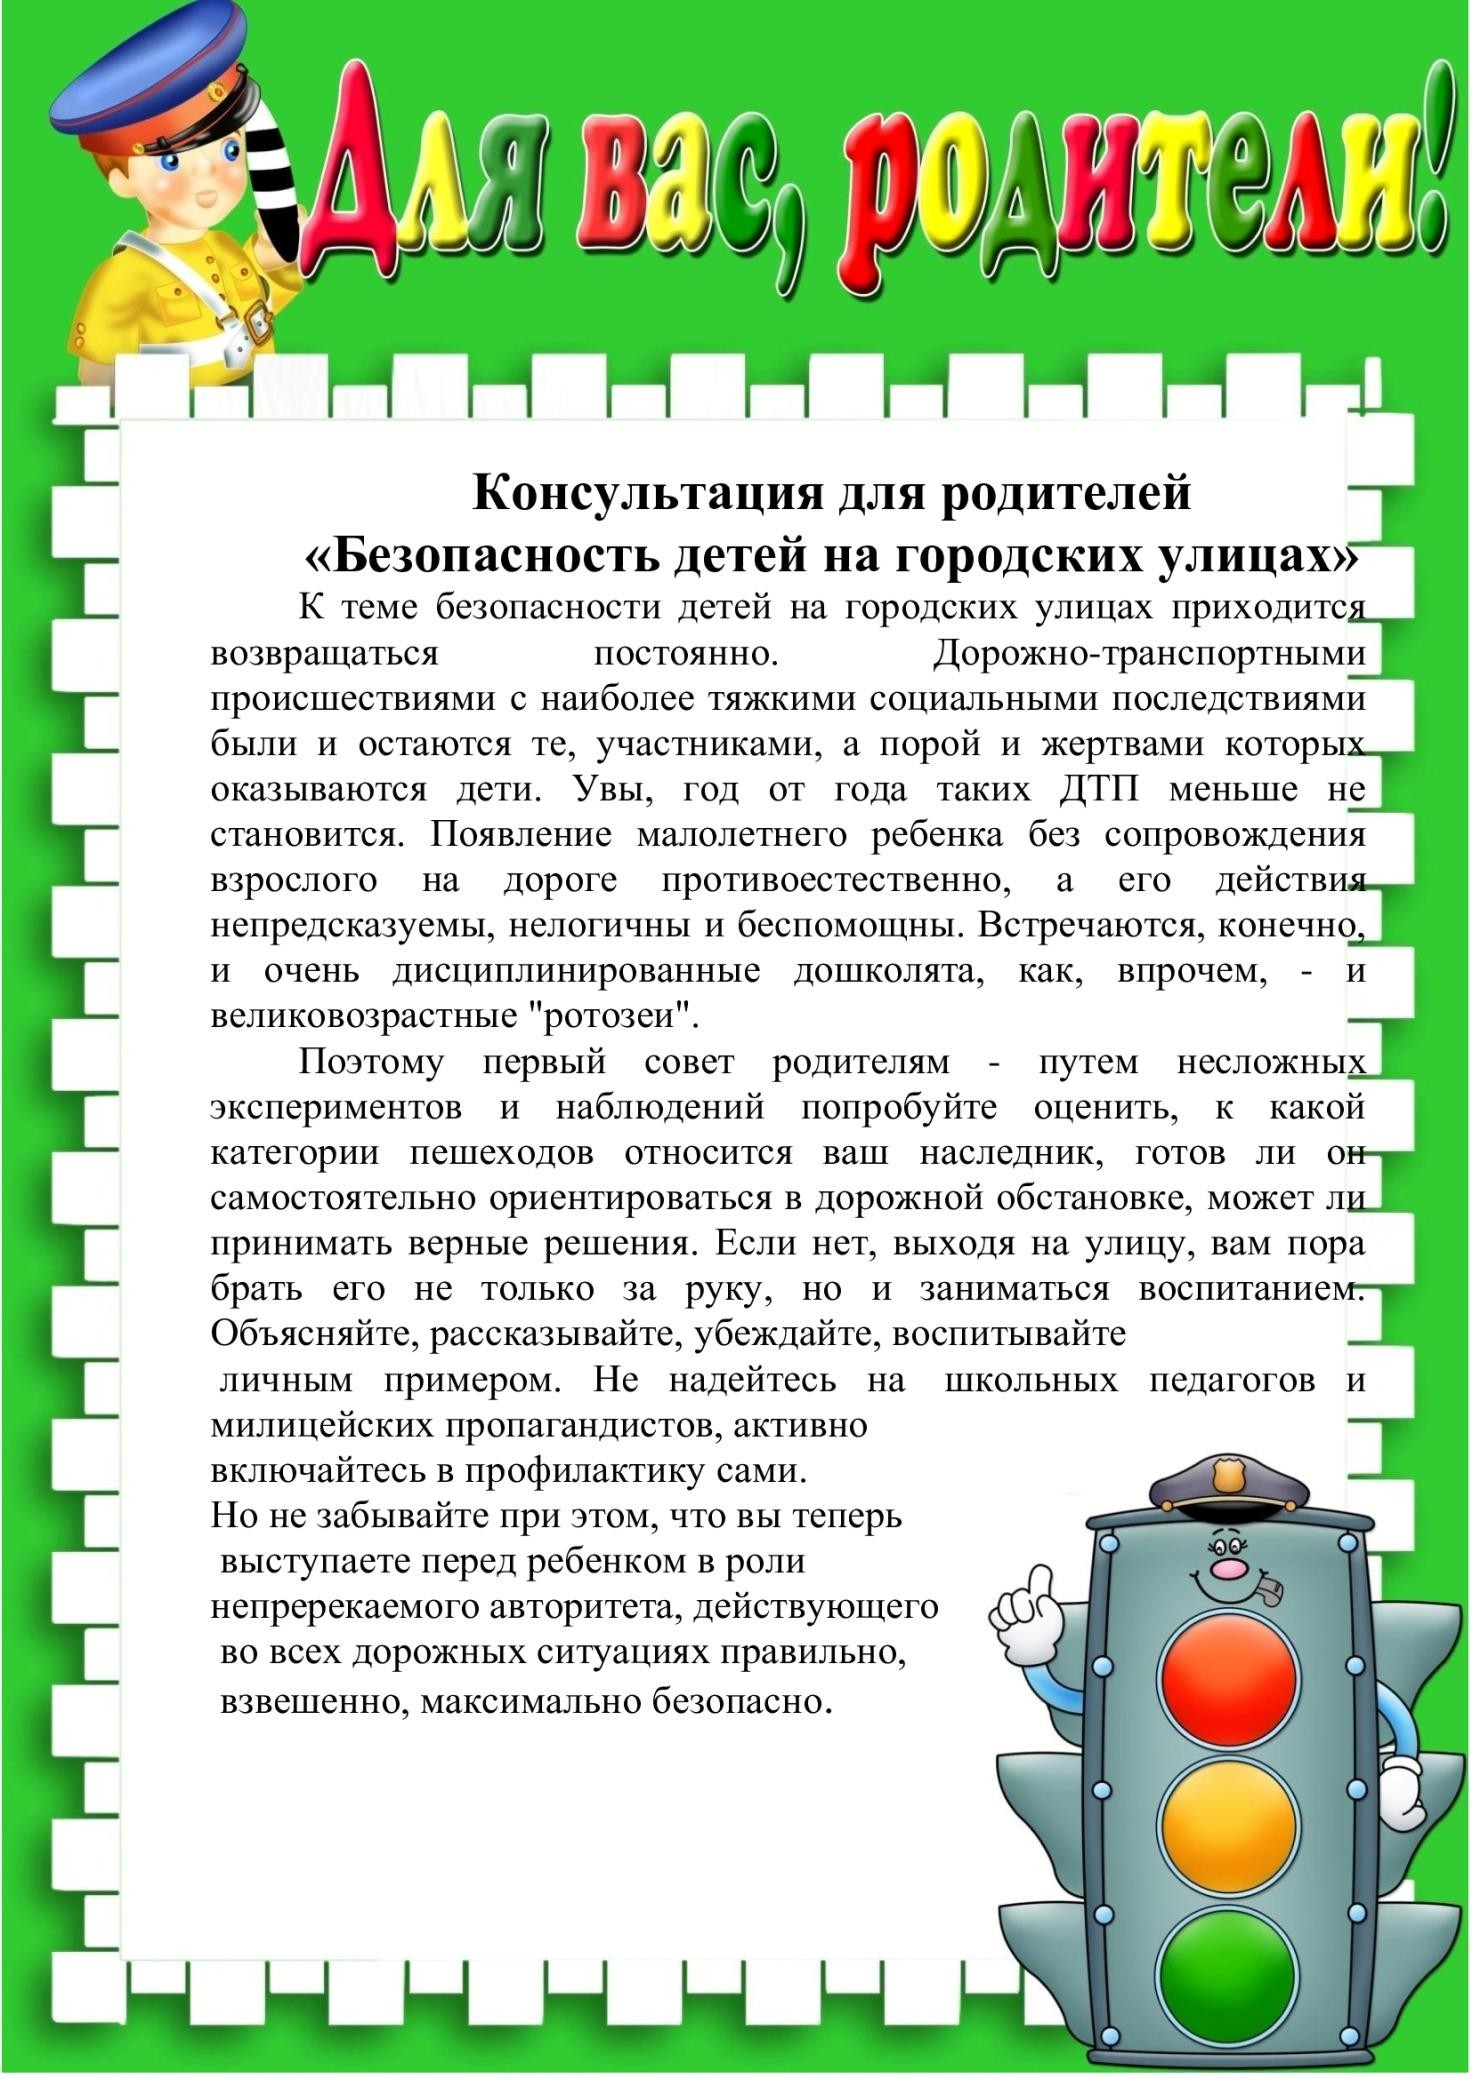 Для вас, родители!
Консультация для родителей
«Безопасность детей на городских улицах»
К теме безопасности детей на городских улицах приходится
возвращаться постоянно. Дорожно-транспортными
происшествиями с наиболее тяжкими социальными последствиями
были и остаются те, участниками, а порой и жертвами которых
оказываются дети. Увы, год от года таких ДТП меньше не
становится. Появление малолетнего ребенка без сопровождения
взрослого на дороге противоестественно, а его действия
непредсказуемы, нелогичны и беспомощны. Встречаются, конечно,
и очень дисциплинированные дошколята, как, впрочем, - и
великовозрастные "ротозеи".
Поэтому первый совет родителям - путем несложных
экспериментов и наблюдений попробуйте оценить, к какой
категории пешеходов относится ваш наследник, готов ли он
самостоятельно ориентироваться в дорожной обстановке, может ли
принимать верные решения. Если нет, выходя на улицу, вам пора
брать его не только за руку, но и заниматься воспитанием.
Объясняйте, рассказывайте, убеждайте, воспитывайте
личным примером. Не надейтесь на школьных педагогов и
милицейских пропагандистов, активно
включайтесь в профилактику сами.
Но не забывайте при этом, что вы теперь
выступаете перед ребенком в роли
непререкаемого авторитета, действующего
во всех дорожных ситуациях правильно,
взвешенно, максимально безопасно.